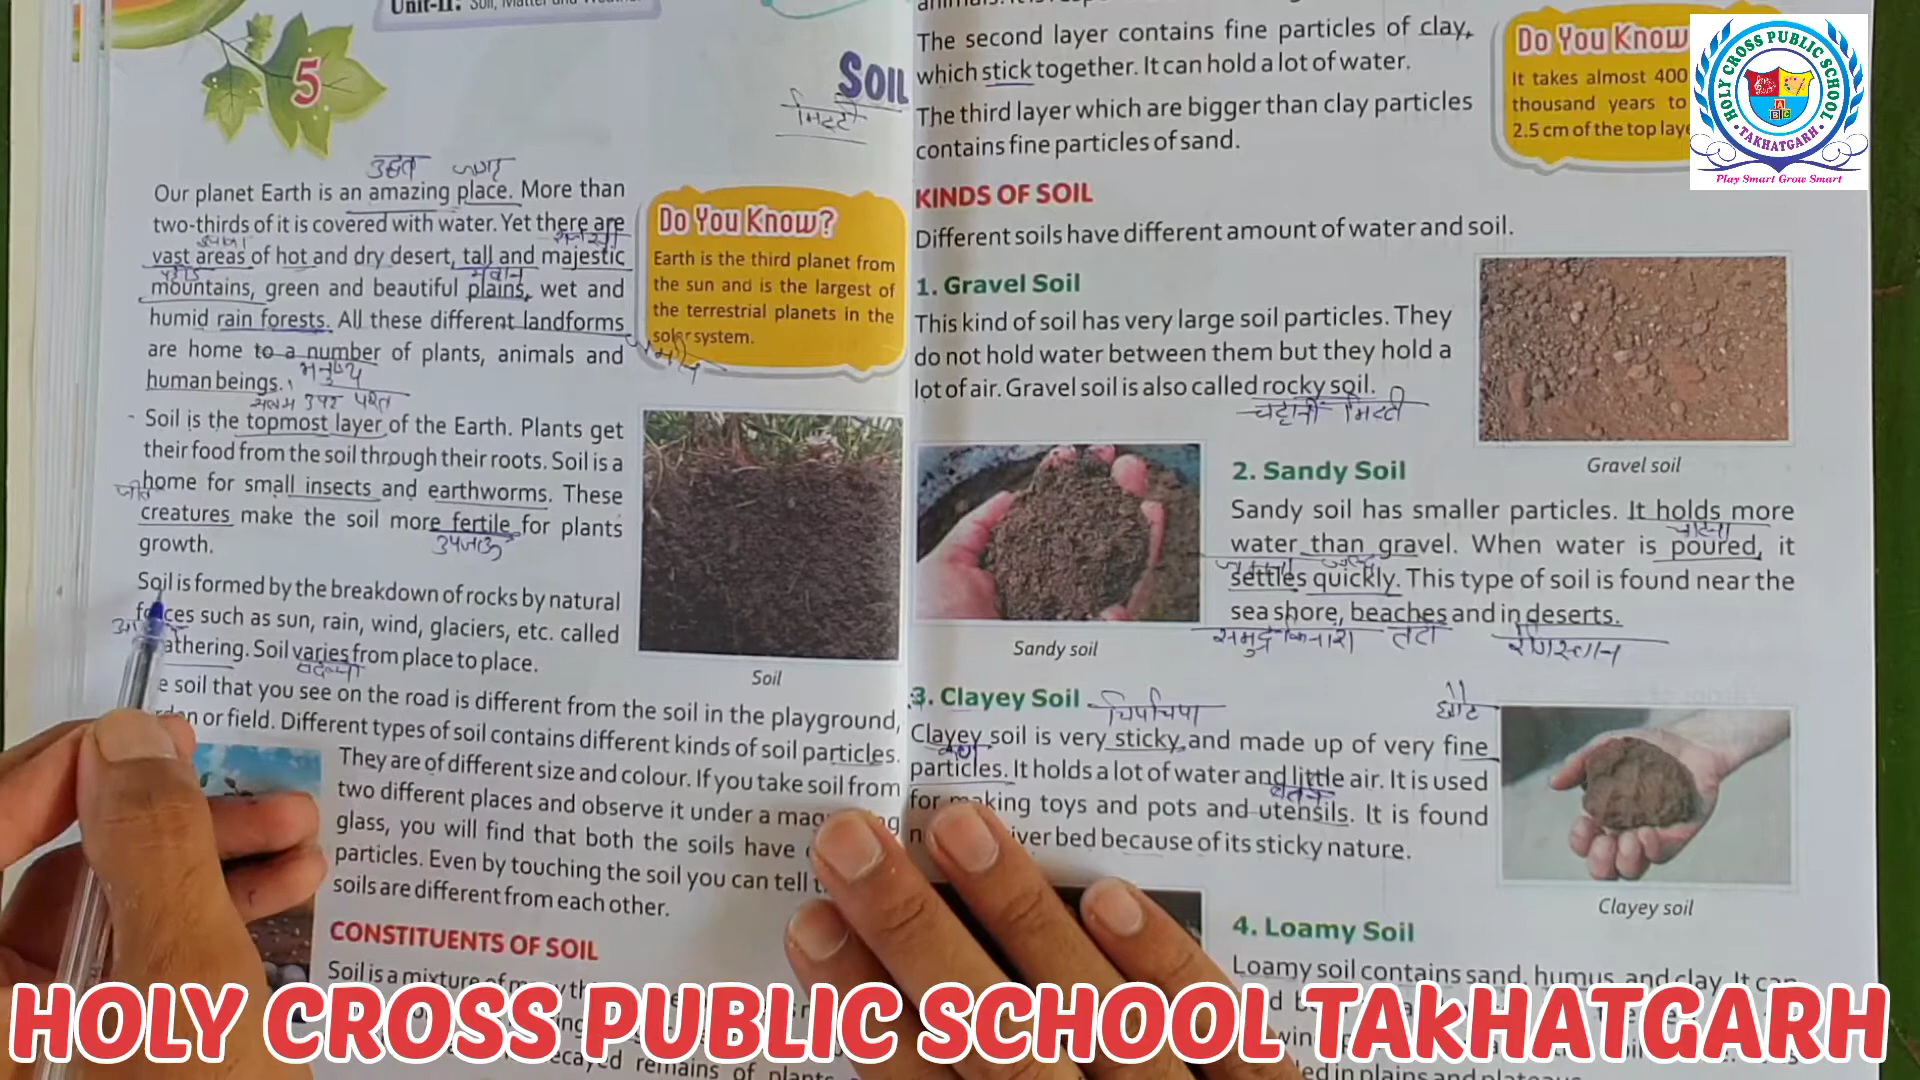 Unit-II: Soil, Matter and
5
SOIL
मिट्टी
Our planet Earth is an amazing place. More than
two-thirds of it is covered with water. Yet there are
vast areas of hot and dry desert, tall and majestic
mountains, green and beautiful plains, wet and
humid rain forests. All these different landforms
are home to a number of plants, animals and
human beings.
मनुष्य
Do You Know?
Earth is the third planet from
the sun and is the largest of
the terrestrial planets in the
solar system.
Soil is the topmost layer of the Earth. Plants get
their food from the soil through their roots. Soil is a
home for small insects and earthworms. These
creatures make the soil more fertile for plants
उपजाऊ
growth.
Soil is formed by the breakdown of rocks by natural
forces such as sun, rain, wind, glaciers, etc. called
athering. Soil varies from place to place.
Soil
e soil that you see on the road is different from the soil in the playground,
or field. Different types of soil contains different kinds of soil particles.
They are of different size and colour. If you take soil from
two different places and observe it under a
glass, you will find that both the soils have
particles. Even by touching the soil you can tell
soils are different from each other.
CONSTITUENTS OF SOIL
Soil is a mixture of
decayed remains of plants
The second layer contains fine particles of clay,
which stick together. It can hold a lot of water.
The third layer which are bigger than clay particles
contains fine particles of sand.
Do You Know
It takes almost 400
thousand years to
2.5 cm of the top
KINDS OF SOIL
Different soils have different amount of water and soil.
1. Gravel Soil
This kind of soil has very large soil particles. They
do not hold water between them but they hold a
lot of air. Gravel soil is also called rocky soil.
चट्टानी मिट्टी
Gravel soil
2. Sandy Soil
Sandy soil has smaller particles. It holds more
water than gravel. When water is poured, it
settles quickly. This type of soil is found near the
sea shore, beaches and in deserts.
समुद्र किनारा तटों रेगिस्तान
Sandy soil
3. Clayey Soil
चिपचिपा
Clayey soil is very sticky and made up of very fine
particles. It holds a lot of water and little air. It is used
for making toys and pots and utensils. It is found
river bed because of its sticky nature.
Clayey soil
4. Loamy Soil
Loamy soil contains sand, humus, and clay. It can
in plains and
HOLY CROSS PUBLIC SCHOOL
TAKHATGARH
A
B C
Play Smart Grow Smart
HOLY CROSS PUBLIC SCHOOL TAKHATGARH